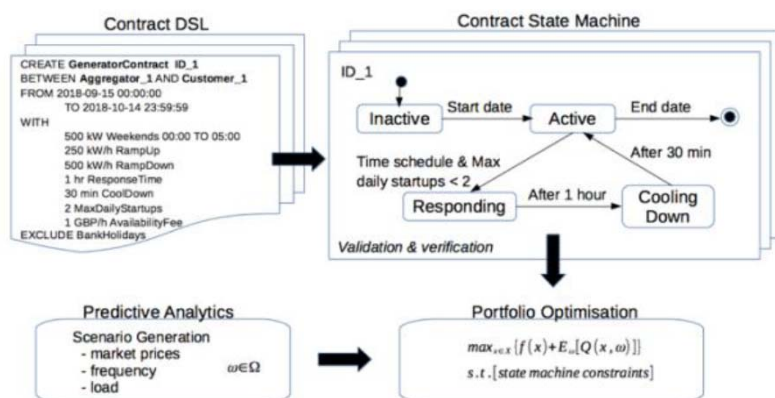 Contract DSL
CREATE GeneratorContract ID_1
BETWEEN Aggregator_1 AND Customer_1
FROM 2018-09-15 00:00:00
TO 2018-10-14 23:59:59
WITH
500 kW Weekends 00:00 TO 05:00
250 kW/h RampUp
500 kW/h RampDown
1 hr ResponseTime
30 min CoolDown
2 MaxDailyStartups
1 GBP/h AvailabilityFee
EXCLUDE BankHolidays
Contract State Machine
ID_1
Inactive
Start date
Active
End date
Time schedule & Max
daily startups < 2
After 30 min
Responding
After 1 hour
Cooling
Down
Validation & verification
Predictive Analytics
Scenario Generation
- market prices
- frequency
- load
ω∈Ω
Portfolio Optimisation
max_{x∈X}{f(x)+E_ω[Q(x,ω)]}
s.t.[state machine constraints]